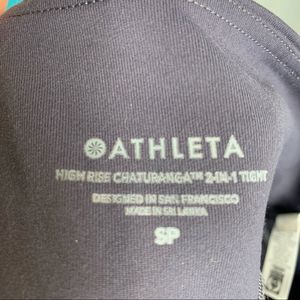 ATHLETA
HIGH RISE CHATURANGA™ 2-IN-1 TIGHT
DESIGNED IN SAN FRANCISCO
MADE IN SRI LANKA
SP